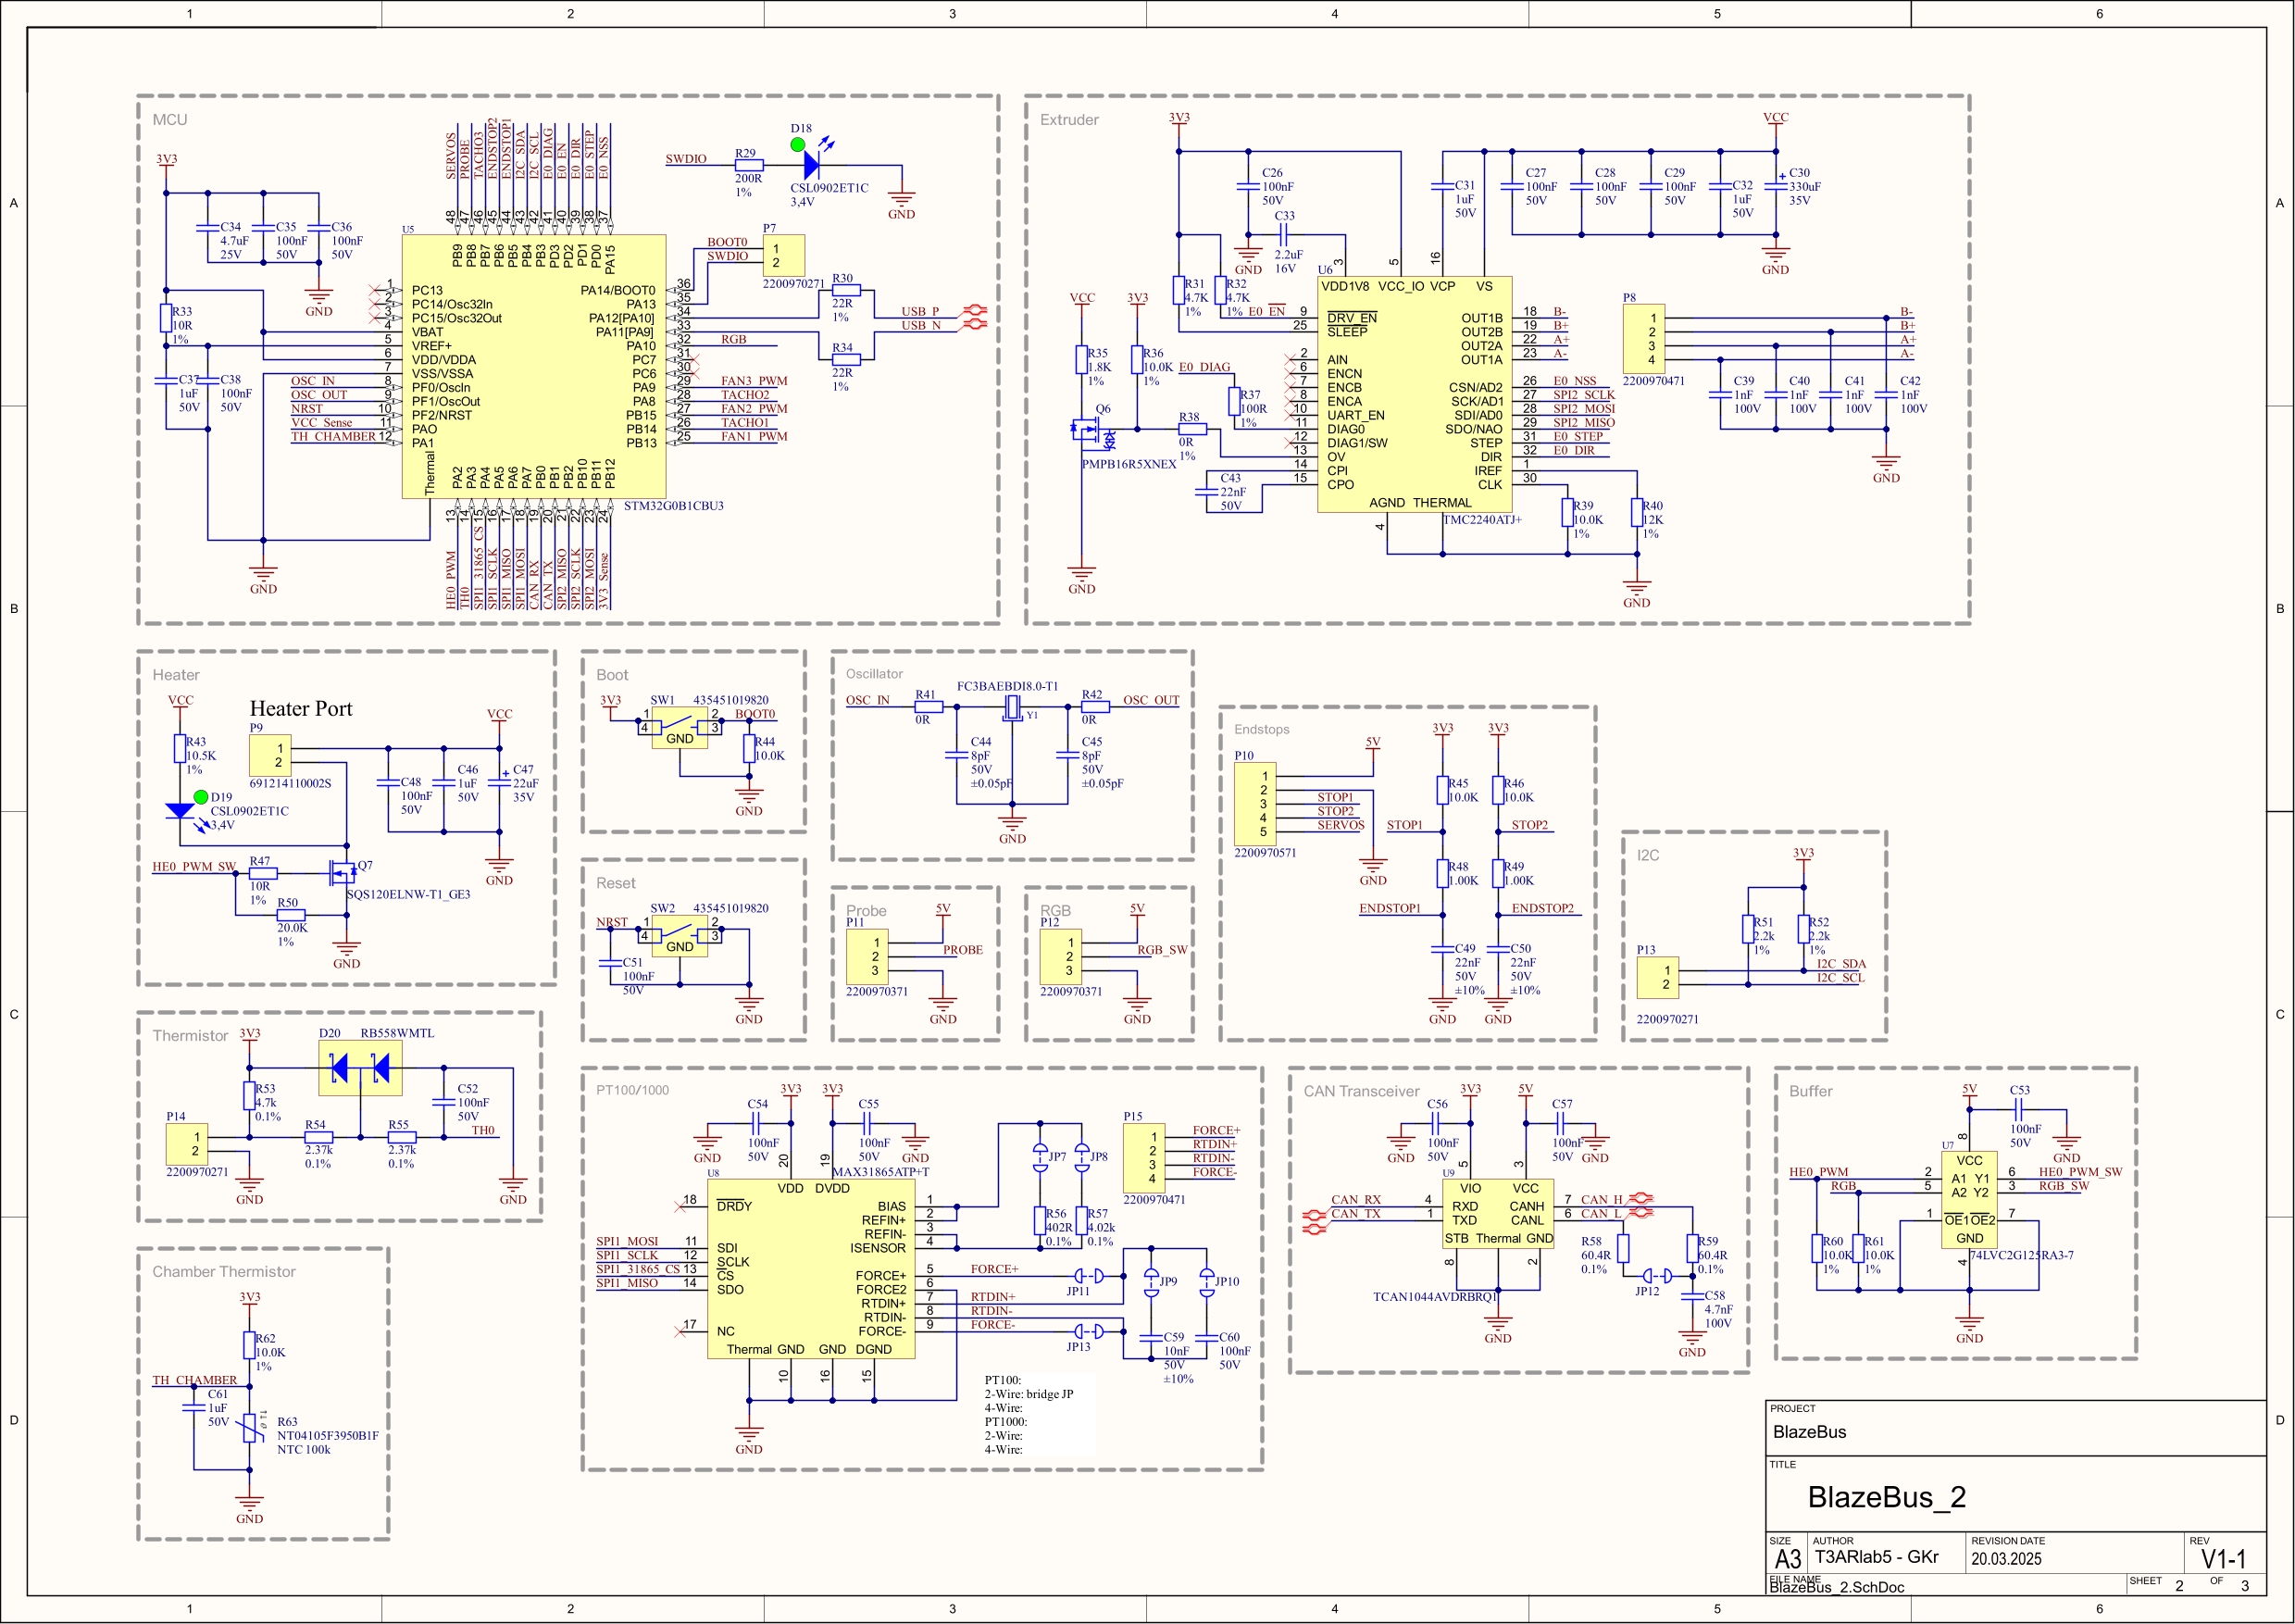 1 2 3 4 5 6
A
B
C
D
MCU
3V3
C34
4.7uF
25V
C35
100nF
50V
C36
100nF
50V
GND
R33
10R
1%
C37
1uF
50V
C38
100nF
50V
OSC_IN
OSC_OUT
NRST
VCC_Sense
TH_CHAMBER
GND
SERVOS
PROBE
TACHO3
ENDSTOP2
ENDSTOP1
I2C_SDA
I2C_SCL
E0_DIAG
E0_EN
E0_DIR
E0_STEP
E0_NSS
48 47 46 45 44 43 42 41 40 39 38 37
U5
PB9 PB8 PB7 PB6 PB5 PB4 PB3 PD3 PD2 PD1 PD0 PA15
1 PC13
2 PC14/Osc32In
3 PC15/Osc32Out
4 VBAT
5 VREF+
6 VDD/VDDA
7 VSS/VSSA
8 PF0/OscIn
9 PF1/OscOut
10 PF2/NRST
11 PAO
12 PA1
PA14/BOOT0 36
PA13 35
PA12[PA10] 34
PA11[PA9] 33
PA10 32
PC7 31
PC6 30
PA9 29
PA8 28
PB15 27
PB14 26
PB13 25
Thermal
PA2 PA3 PA4 PA5 PA6 PA7 PB0 PB1 PB2 PB10 PB11 PB12
STM32G0B1CBU3
13 14 15 16 17 18 19 20 21 22 23 24
HE0_PWM
TH0
SPI1_31865_CS
SPI1_SCLK
SPI1_MISO
SPI1_MOSI
CAN_RX
CAN_TX
SPI2_MISO
SPI2_SCLK
SPI2_MOSI
3V3_Sense
SWDIO
R29
200R
1%
D18
CSL0902ET1C
3,4V
GND
BOOT0
SWDIO
P7
1
2
2200970271
R30
22R
1%
USB_P
USB_N
R34
22R
1%
RGB
FAN3_PWM
TACHO2
FAN2_PWM
TACHO1
FAN1_PWM
Extruder
3V3
C26
100nF
50V
C33
2.2uF
16V
GND
R31
4.7K
1%
R32
4.7K
1%
E0_EN
C31
1uF
50V
C27
100nF
50V
C28
100nF
50V
C29
100nF
50V
C32
1uF
50V
VCC
C30
330uF
35V
GND
VCC
3V3
R35
1.8K
1%
R36
10.0K
1%
E0_DIAG
R37
100R
1%
Q6
PMPB16R5XNEX
R38
0R
1%
C43
22nF
50V
GND
U6
3 5 16
VDD1V8 VCC_IO VCP VS
9 DRV_EN
25 SLEEP
2 AIN
6 ENCN
7 ENCB
8 ENCA
10 UART_EN
11 DIAG0
12 DIAG1/SW
13 OV
14 CPI
15 CPO
OUT1B 18 B-
OUT2B 19 B+
OUT2A 22 A+
OUT1A 23 A-
CSN/AD2 26 E0_NSS
SCK/AD1 27 SPI2_SCLK
SDI/AD0 28 SPI2_MOSI
SDO/NAO 29 SPI2_MISO
STEP 31 E0_STEP
DIR 32 E0_DIR
IREF 1
CLK 30
AGND THERMAL
TMC2240ATJ+
4
R39
10.0K
1%
R40
12K
1%
GND
P8
1 B-
2 B+
3 A+
4 A-
2200970471
C39
1nF
100V
C40
1nF
100V
C41
1nF
100V
C42
1nF
100V
GND
Heater
VCC
R43
10.5K
1%
Heater Port
P9
1
2
691214110002S
D19
CSL0902ET1C
3,4V
VCC
C48
100nF
50V
C46
1uF
50V
C47
22uF
35V
GND
HE0_PWM_SW
R47
10R
1%
R50
20.0K
1%
Q7
SQS120ELNW-T1_GE3
GND
Boot
3V3
SW1 435451019820
1 2
4 3
GND
BOOT0
R44
10.0K
GND
Oscillator
OSC_IN
R41
0R
FC3BAEBDI8.0-T1
Y1
R42
0R
OSC_OUT
C44
8pF
50V
±0.05pF
C45
8pF
50V
±0.05pF
GND
Endstops
P10
1
2
3 STOP1
4 STOP2
5 SERVOS
2200970571
5V
GND
3V3 3V3
R45
10.0K
R46
10.0K
STOP1 STOP2
R48
1.00K
R49
1.00K
ENDSTOP1 ENDSTOP2
C49
22nF
50V
±10%
C50
22nF
50V
±10%
GND GND
I2C
3V3
R51
2.2k
1%
R52
2.2k
1%
P13
1 I2C_SDA
2 I2C_SCL
2200970271
Reset
NRST
SW2 435451019820
1 2
4 3
GND
C51
100nF
50V
GND
Probe
P11
1
2
3
2200970371
5V
PROBE
GND
RGB
P12
1
2
3
2200970371
5V
RGB_SW
GND
Thermistor
3V3
D20 RB558WMTL
R53
4.7k
0.1%
P14
1
2
2200970271
GND
R54
2.37k
0.1%
R55
2.37k
0.1%
C52
100nF
50V
TH0
GND
PT100/1000
3V3 3V3
C54
100nF
50V
C55
100nF
50V
GND GND
U8
MAX31865ATP+T
20 19
VDD DVDD
18 DRDY
SPI1_MOSI 11 SDI
SPI1_SCLK 12 SCLK
SPI1_31865_CS 13 CS
SPI1_MISO 14 SDO
17 NC
BIAS 1
REFIN+ 2
REFIN- 3
ISENSOR 4
FORCE+ 5 FORCE+
FORCE2 6
RTDIN+ 7 RTDIN+
RTDIN- 8 RTDIN-
FORCE- 9 FORCE-
Thermal GND GND DGND
10 16 15
GND
JP7
JP8
R56
402R
0.1%
R57
4.02k
0.1%
P15
1 FORCE+
2 RTDIN+
3 RTDIN-
4 FORCE-
2200970471
JP11
JP9
JP10
JP13
C59
10nF
50V
±10%
C60
100nF
50V
PT100:
2-Wire: bridge JP
4-Wire:
PT1000:
2-Wire:
4-Wire:
CAN Transceiver
3V3 5V
C56
100nF
50V
C57
100nF
50V
GND GND
U9
5 3
VIO VCC
CAN_RX 4 RXD
CAN_TX 1 TXD
CANH 7 CAN_H
CANL 6 CAN_L
STB Thermal GND
8 2
TCAN1044AVDRBRQ1
GND
R58
60.4R
0.1%
R59
60.4R
0.1%
JP12
C58
4.7nF
100V
GND
Buffer
5V
C53
100nF
50V
GND
U7
8
VCC
HE0_PWM 2 A1 Y1 6 HE0_PWM_SW
RGB 5 A2 Y2 3 RGB_SW
1 OE1 OE2 7
GND
4
74LVC2G125RA3-7
R60
10.0K
1%
R61
10.0K
1%
GND
Chamber Thermistor
3V3
R62
10.0K
1%
TH_CHAMBER
C61
1uF
50V
R63
NT04105F3950B1F
NTC 100k
GND
PROJECT
BlazeBus
TITLE
BlazeBus_2
SIZE
A3
AUTHOR
T3ARlab5 - GKr
REVISION DATE
20.03.2025
REV
V1-1
FILE NAME
BlazeBus_2.SchDoc
SHEET 2 OF 3
A
B
C
D
1 2 3 4 5 6